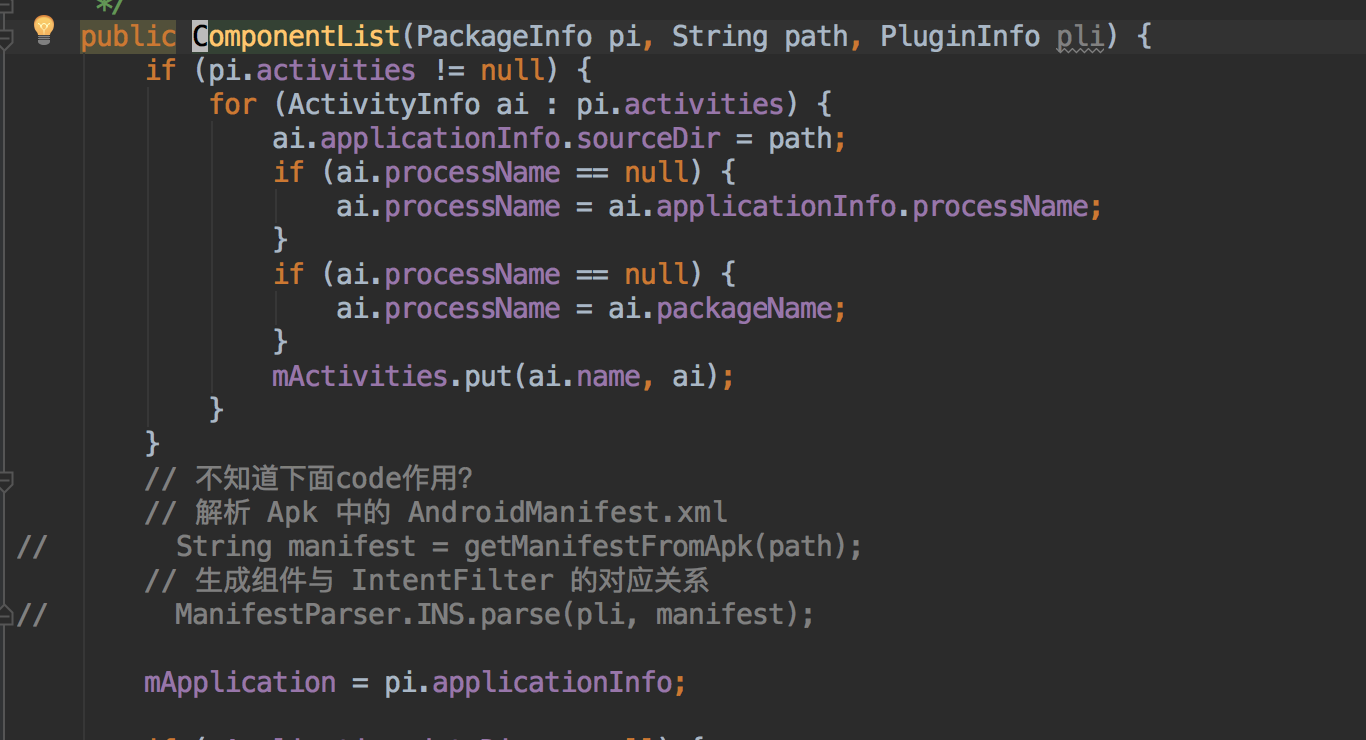 */
public ComponentList(PackageInfo pi, String path, PluginInfo pli) {
if (pi.activities != null) {
for (ActivityInfo ai : pi.activities) {
ai.applicationInfo.sourceDir = path;
if (ai.processName == null) {
ai.processName = ai.applicationInfo.processName;
}
if (ai.processName == null) {
ai.processName = ai.packageName;
}
mActivities.put(ai.name, ai);
}
}
// 不知道下面code作用?
// 解析 Apk 中的 AndroidManifest.xml
// String manifest = getManifestFromApk(path);
// 生成组件与 IntentFilter 的对应关系
// ManifestParser.INS.parse(pli, manifest);
mApplication = pi.applicationInfo;